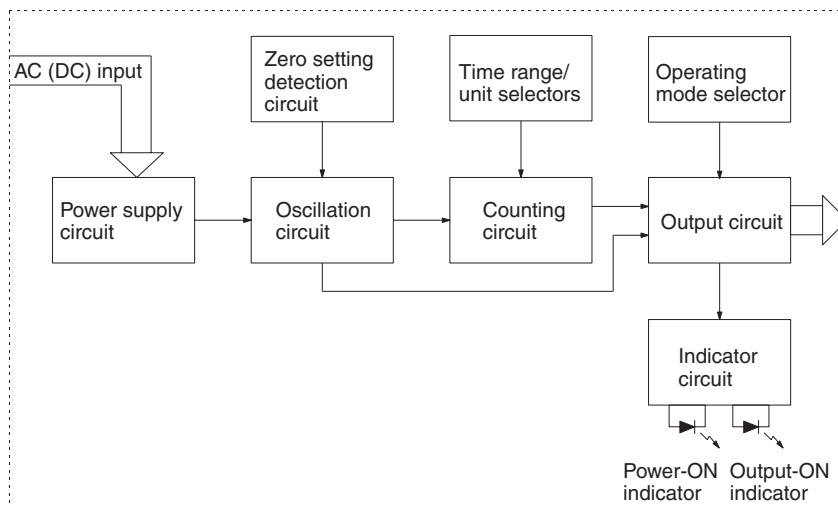 AC (DC) input
Zero setting
detection
circuit
Time range/
unit selectors
Operating
mode selector
Power supply
circuit
Oscillation
circuit
Counting
circuit
Output circuit
Indicator
circuit
Power-ON
indicator
Output-ON
indicator